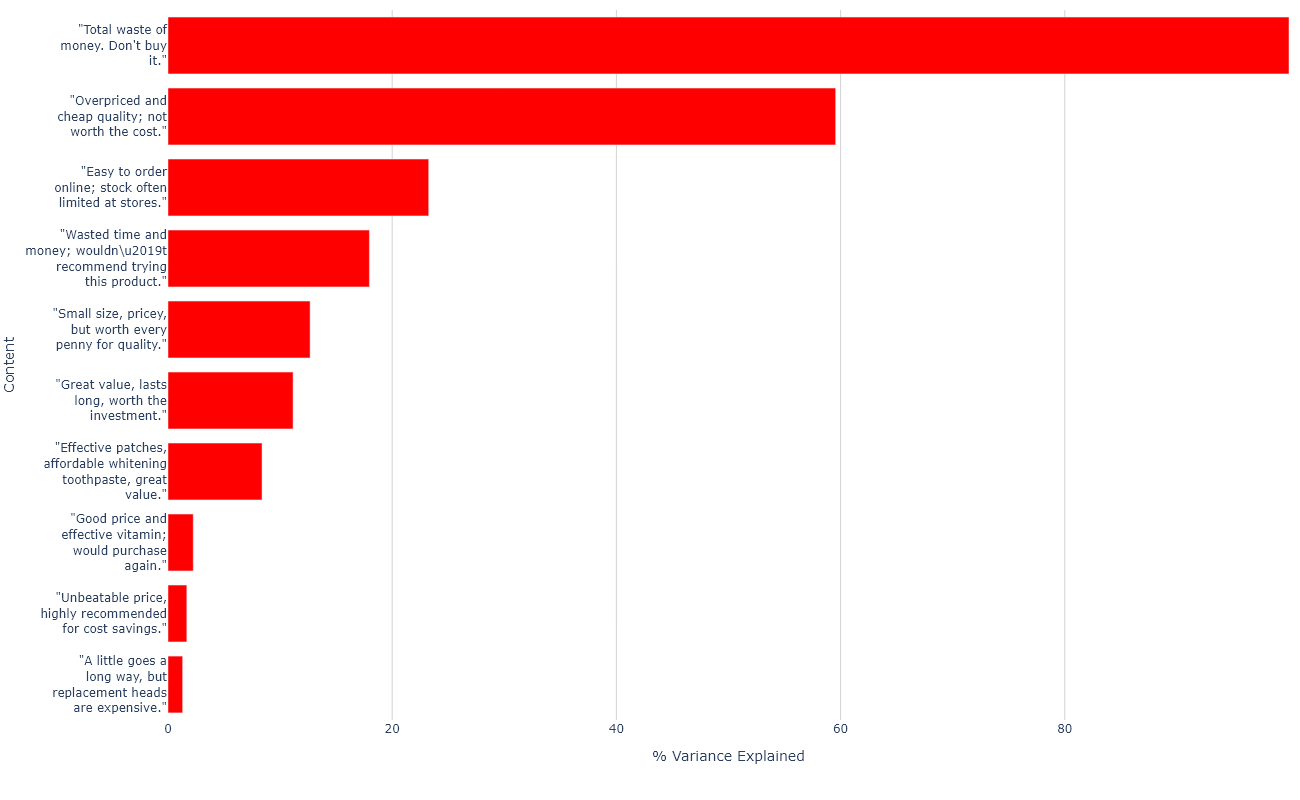 "Total waste of
money. Don't buy
it."
"Overpriced and
cheap quality; not
worth the cost."
"Easy to order
online; stock often
limited at stores."
"Wasted time and
money; wouldn\u2019t
recommend trying
this product."
"Small size, pricey,
but worth every
penny for quality."
"Great value, lasts
long, worth the
investment."
"Effective patches,
affordable whitening
toothpaste, great
value."
"Good price and
effective vitamin;
would purchase
again."
"Unbeatable price,
highly recommended
for cost savings."
"A little goes a
long way, but
replacement heads
are expensive."
Content
0 20 40 60 80
% Variance Explained